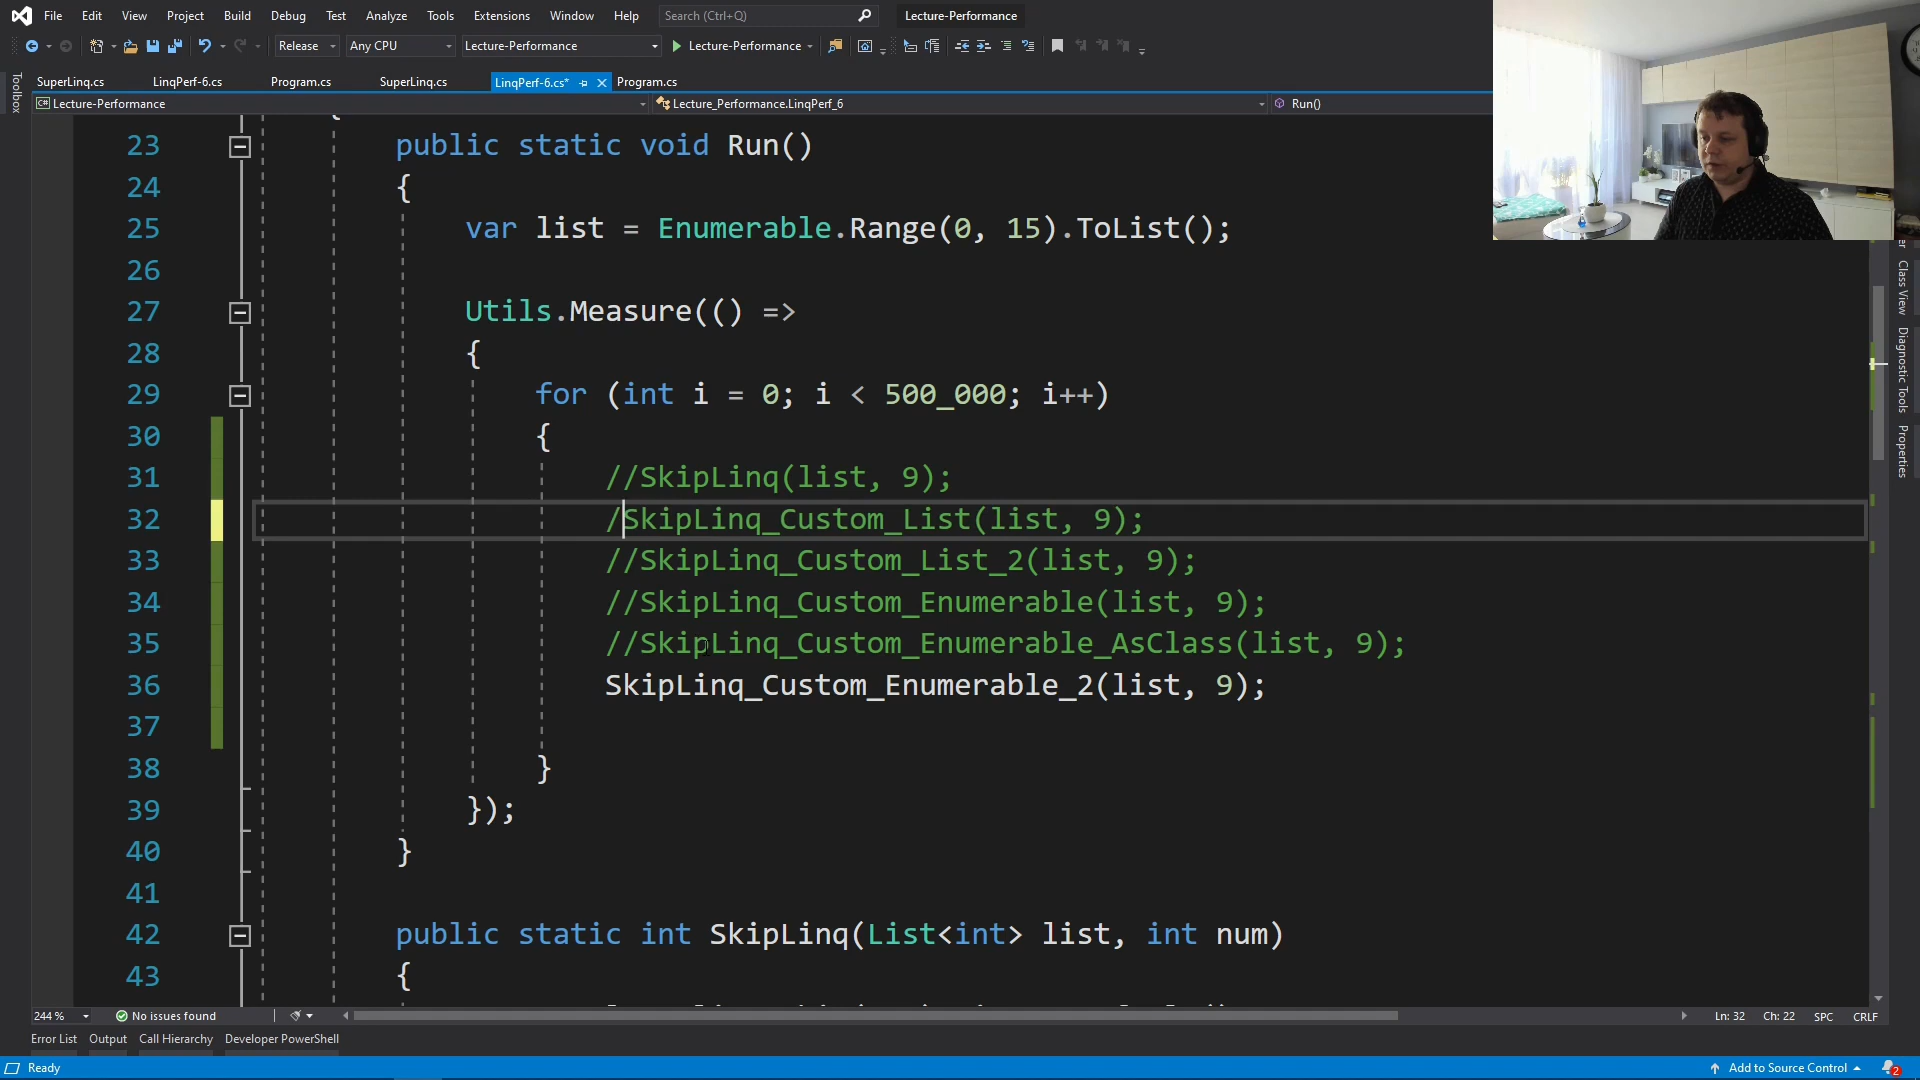 File Edit View Project Build Debug Test Analyze Tools Extensions Window Help Search (Ctrl+Q) Lecture-Performance
Release Any CPU Lecture-Performance Lecture-Performance
SuperLinq.cs LinqPerf-6.cs Program.cs SuperLinq.cs LinqPerf-6.cs* Program.cs
Toolbox
Lecture-Performance Lecture_Performance.LinqPerf_6 Run()
23 public static void Run()
24 {
25 var list = Enumerable.Range(0, 15).ToList();
26
27 Utils.Measure(() =>
28 {
29 for (int i = 0; i < 500_000; i++)
30 {
31 //SkipLinq(list, 9);
32 /SkipLinq_Custom_List(list, 9);
33 //SkipLinq_Custom_List_2(list, 9);
34 //SkipLinq_Custom_Enumerable(list, 9);
35 //SkipLinq_Custom_Enumerable_AsClass(list, 9);
36 SkipLinq_Custom_Enumerable_2(list, 9);
37
38 }
39 });
40 }
41
42 public static int SkipLinq(List<int> list, int num)
43 {
Class View
Diagnostic Tools
Properties
244 % No issues found Ln: 32 Ch: 22 SPC CRLF
Error List Output Call Hierarchy Developer PowerShell
Ready Add to Source Control 2